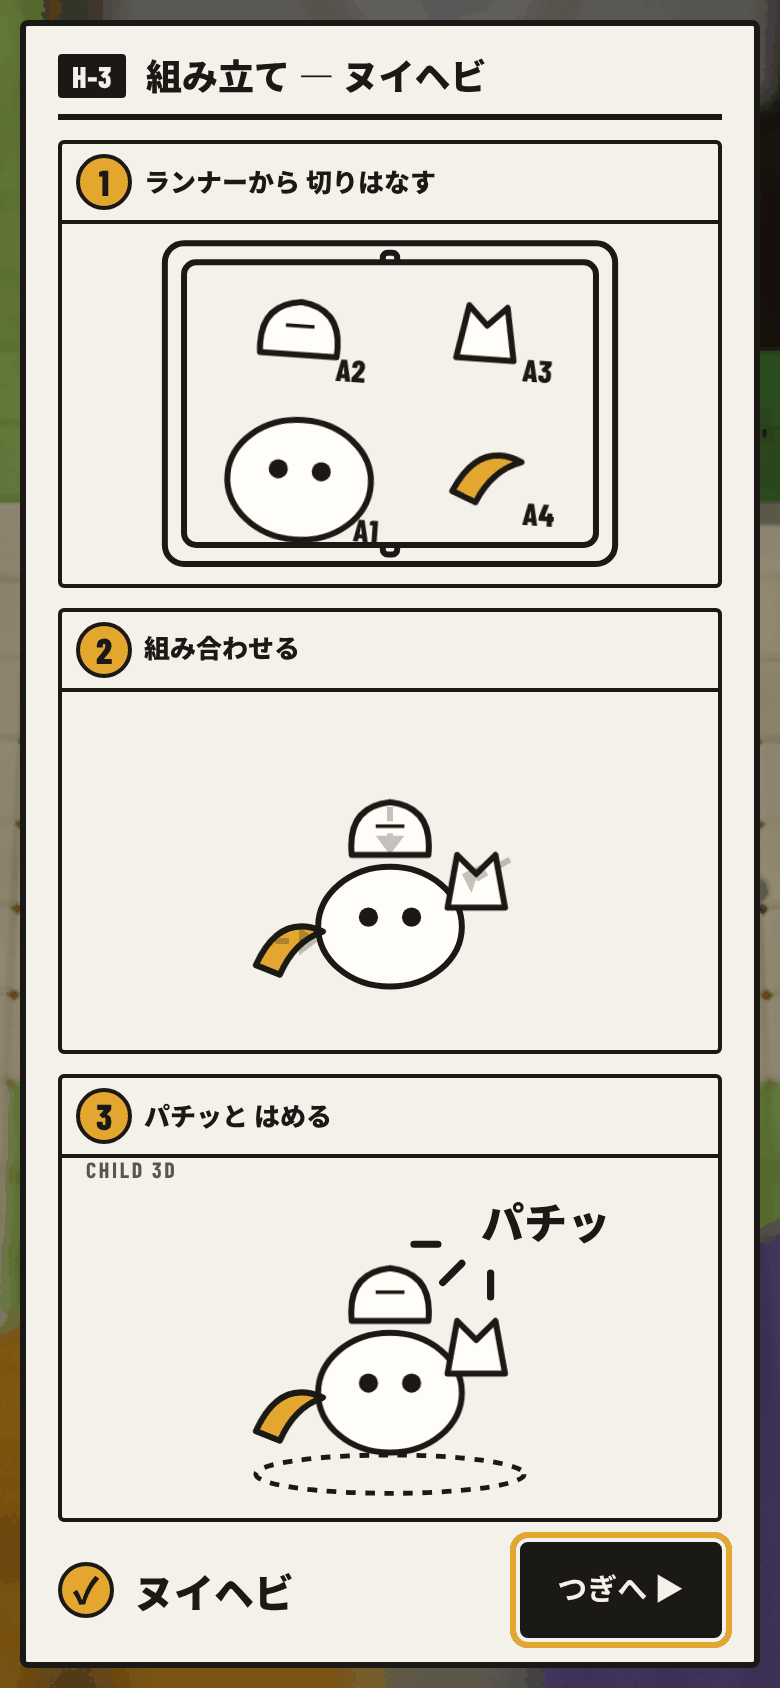 H-3 組み立て — ヌイヘビ
1 ランナーから 切りはなす
A2
A3
A1
A4
2 組み合わせる
3 パチッと はめる
CHILD 3D
パチッ
✓ ヌイヘビ
つぎへ ▶